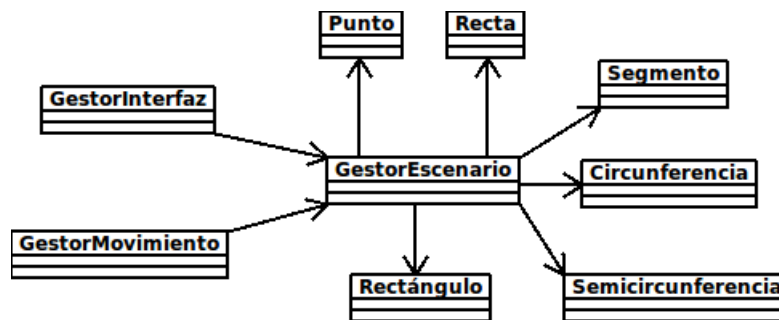 Punto
Recta
Segmento
GestorInterfaz
GestorEscenario
Circunferencia
GestorMovimiento
Rectángulo
Semicircunferencia